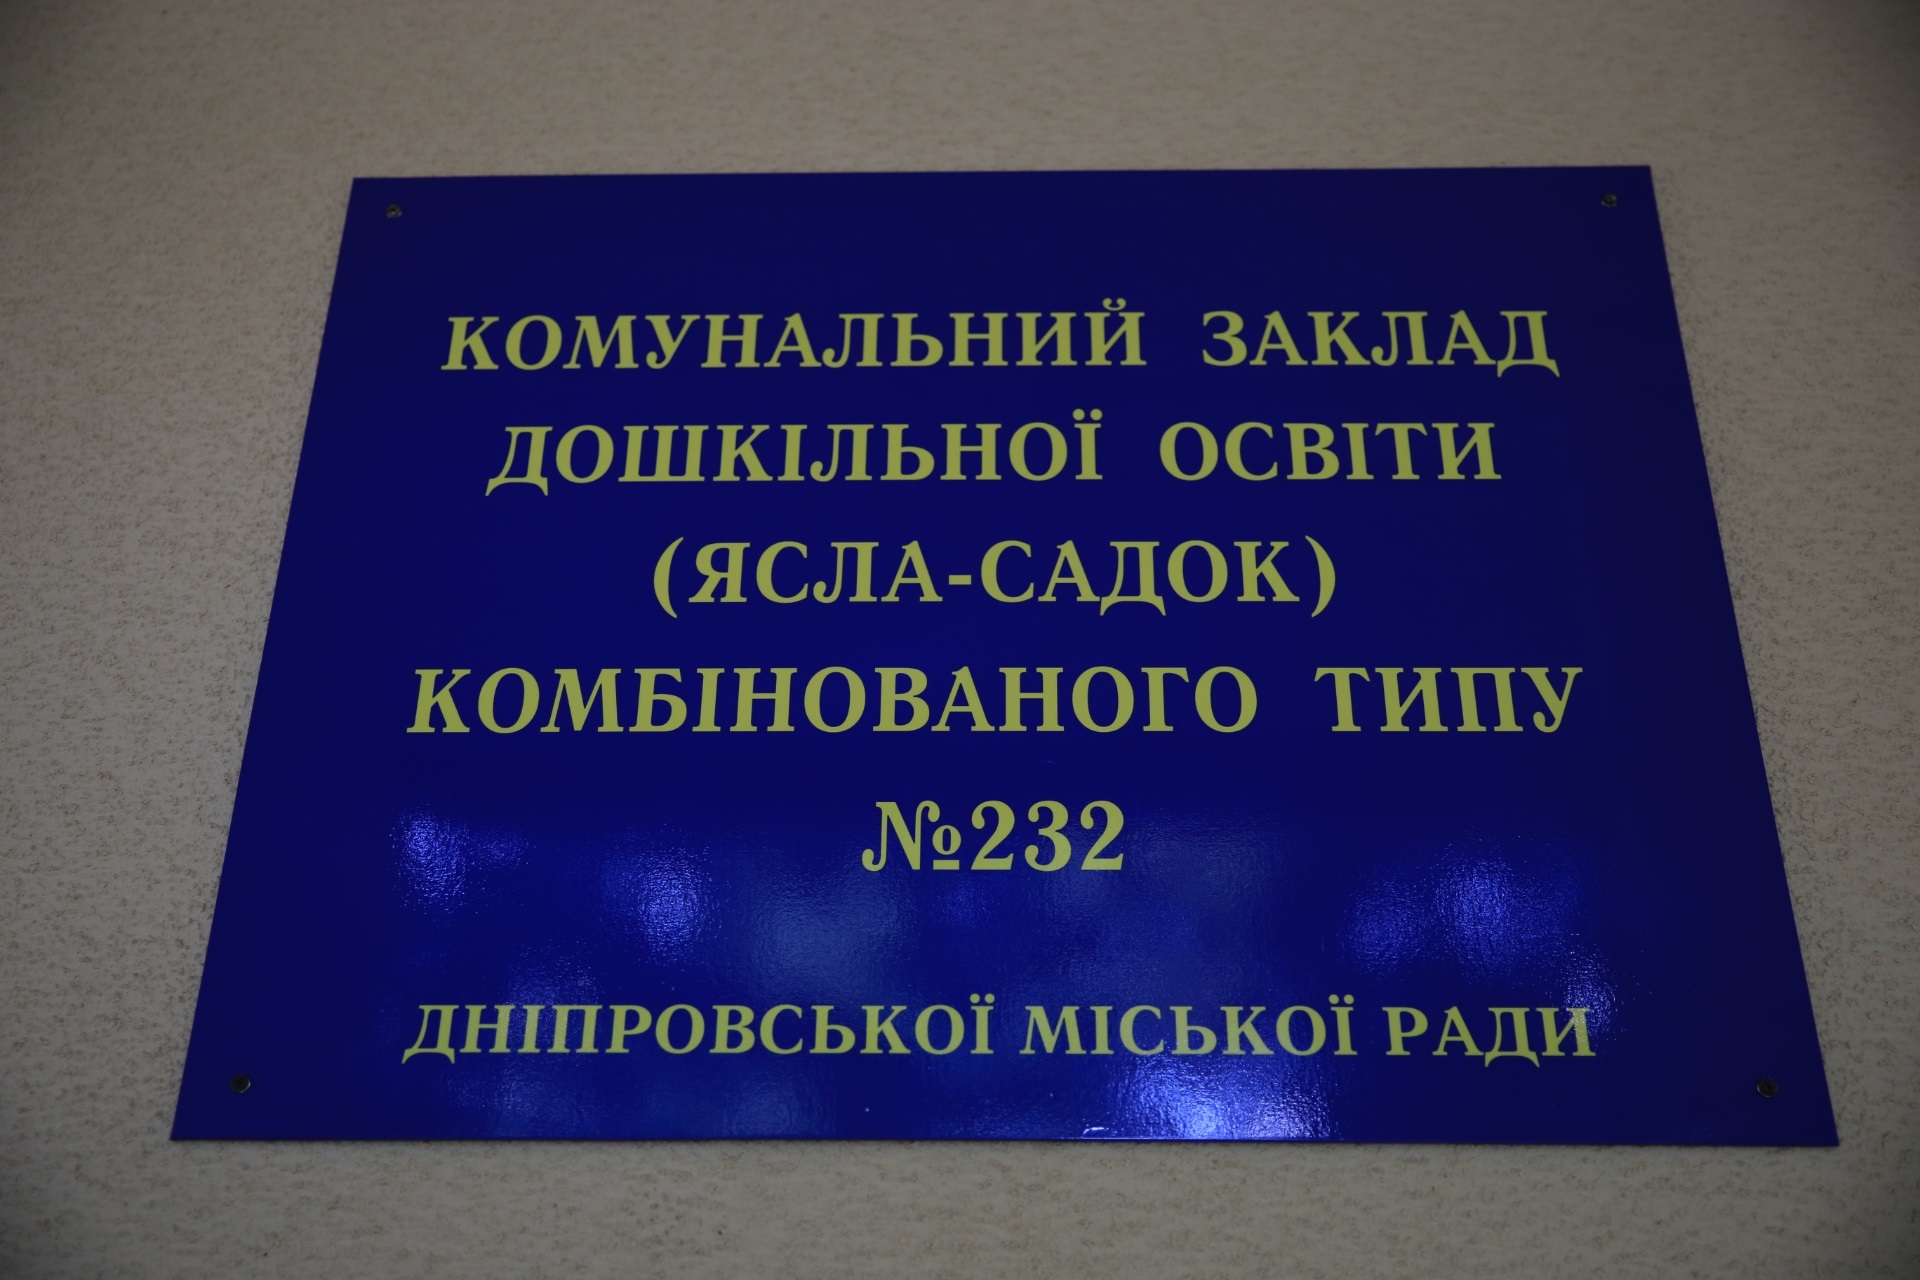 КОМУНАЛЬНИЙ ЗАКЛАД
ДОШКІЛЬНОЇ ОСВІТИ
(ЯСЛА-САДОК)
КОМБІНОВАНОГО ТИПУ
№232
ДНІПРОВСЬКОЇ МІСЬКОЇ РАДИ